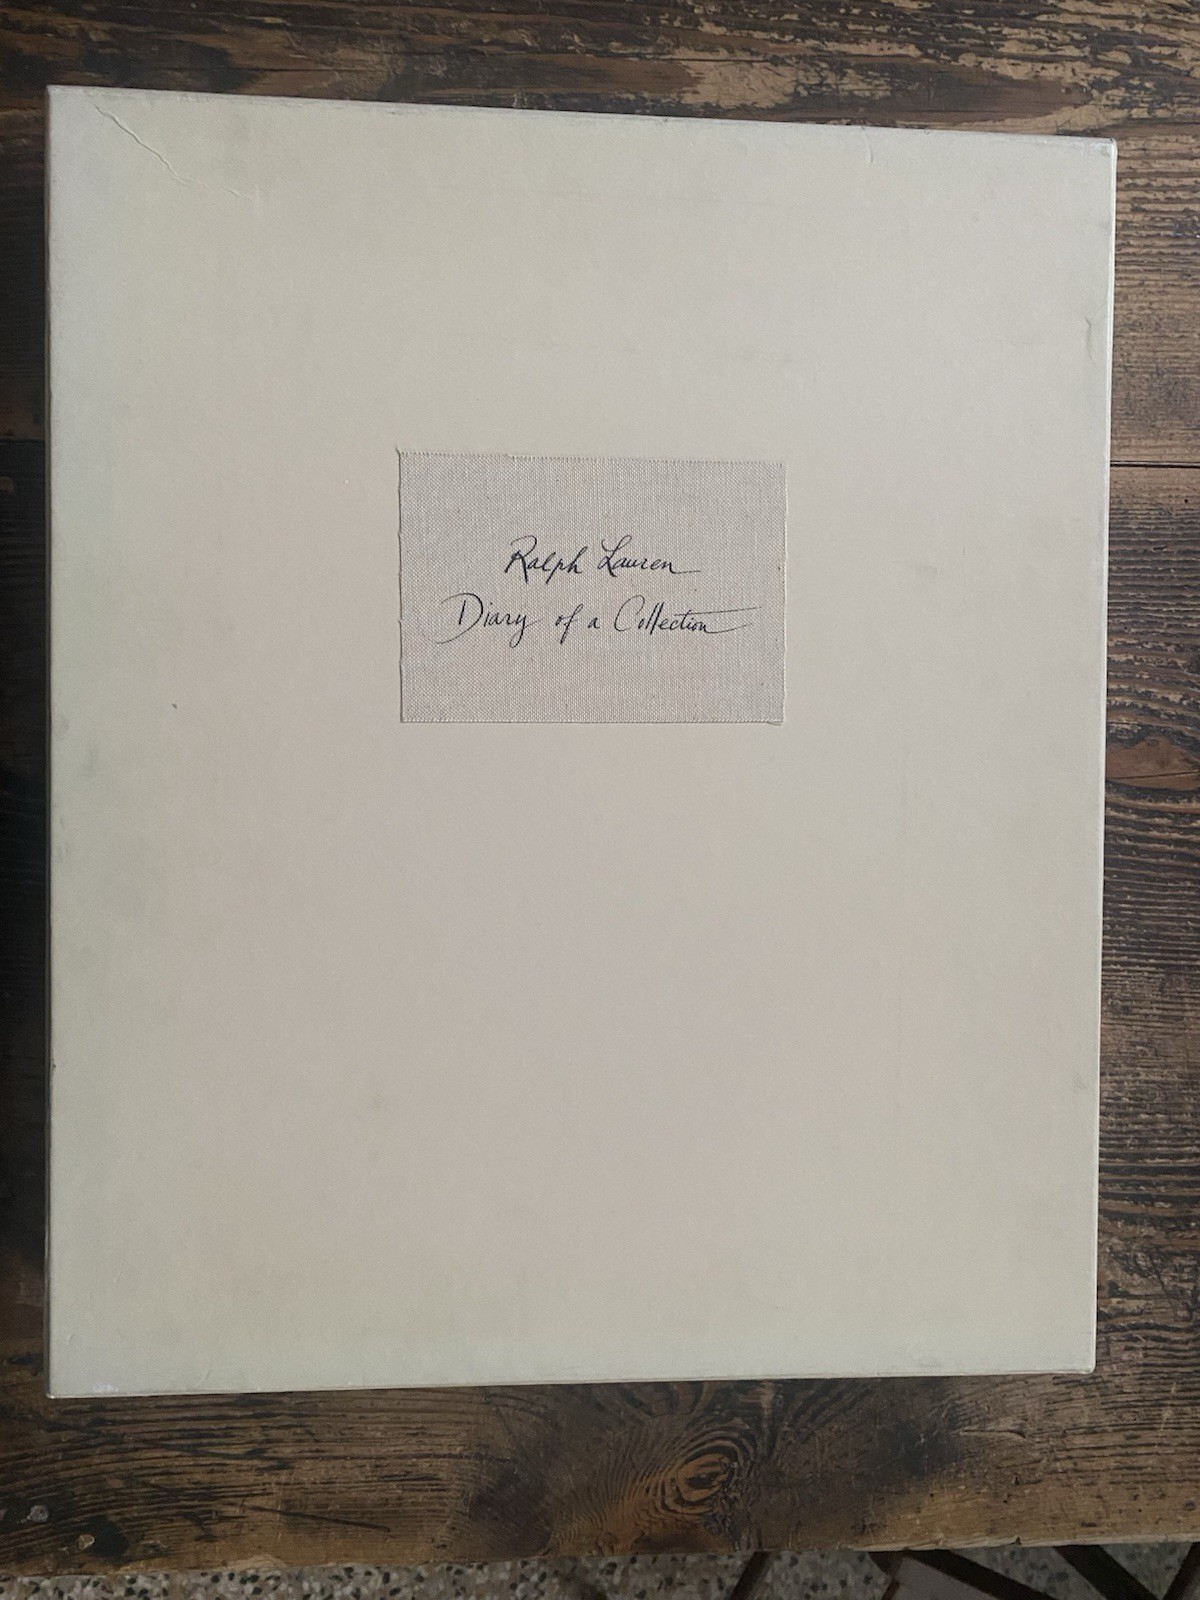 Ralph Lauren
Diary of a Collection